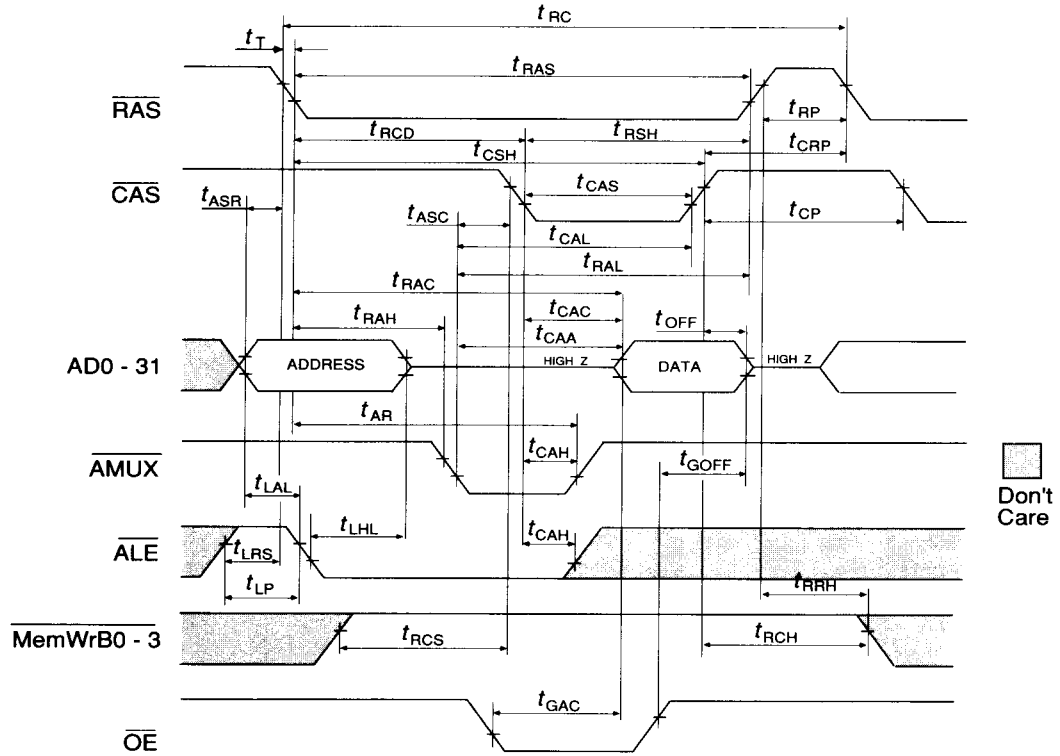 tRC
tT
tRAS
RAS
tRP
tRCD
tRSH
tCSH
tCRP
CAS
tASR
tCAS
tASC
tCP
tCAL
tRAL
tRAC
tCAC
tRAH
tOFF
tCAA
AD0 - 31
ADDRESS
HIGH Z
DATA
HIGH Z
tAR
AMUX
tCAH
tGOFF
Don't
Care
tLAL
tLHL
ALE
tCAH
tLRS
tLP
tRRH
MemWrB0 - 3
tRCS
tRCH
tGAC
OE